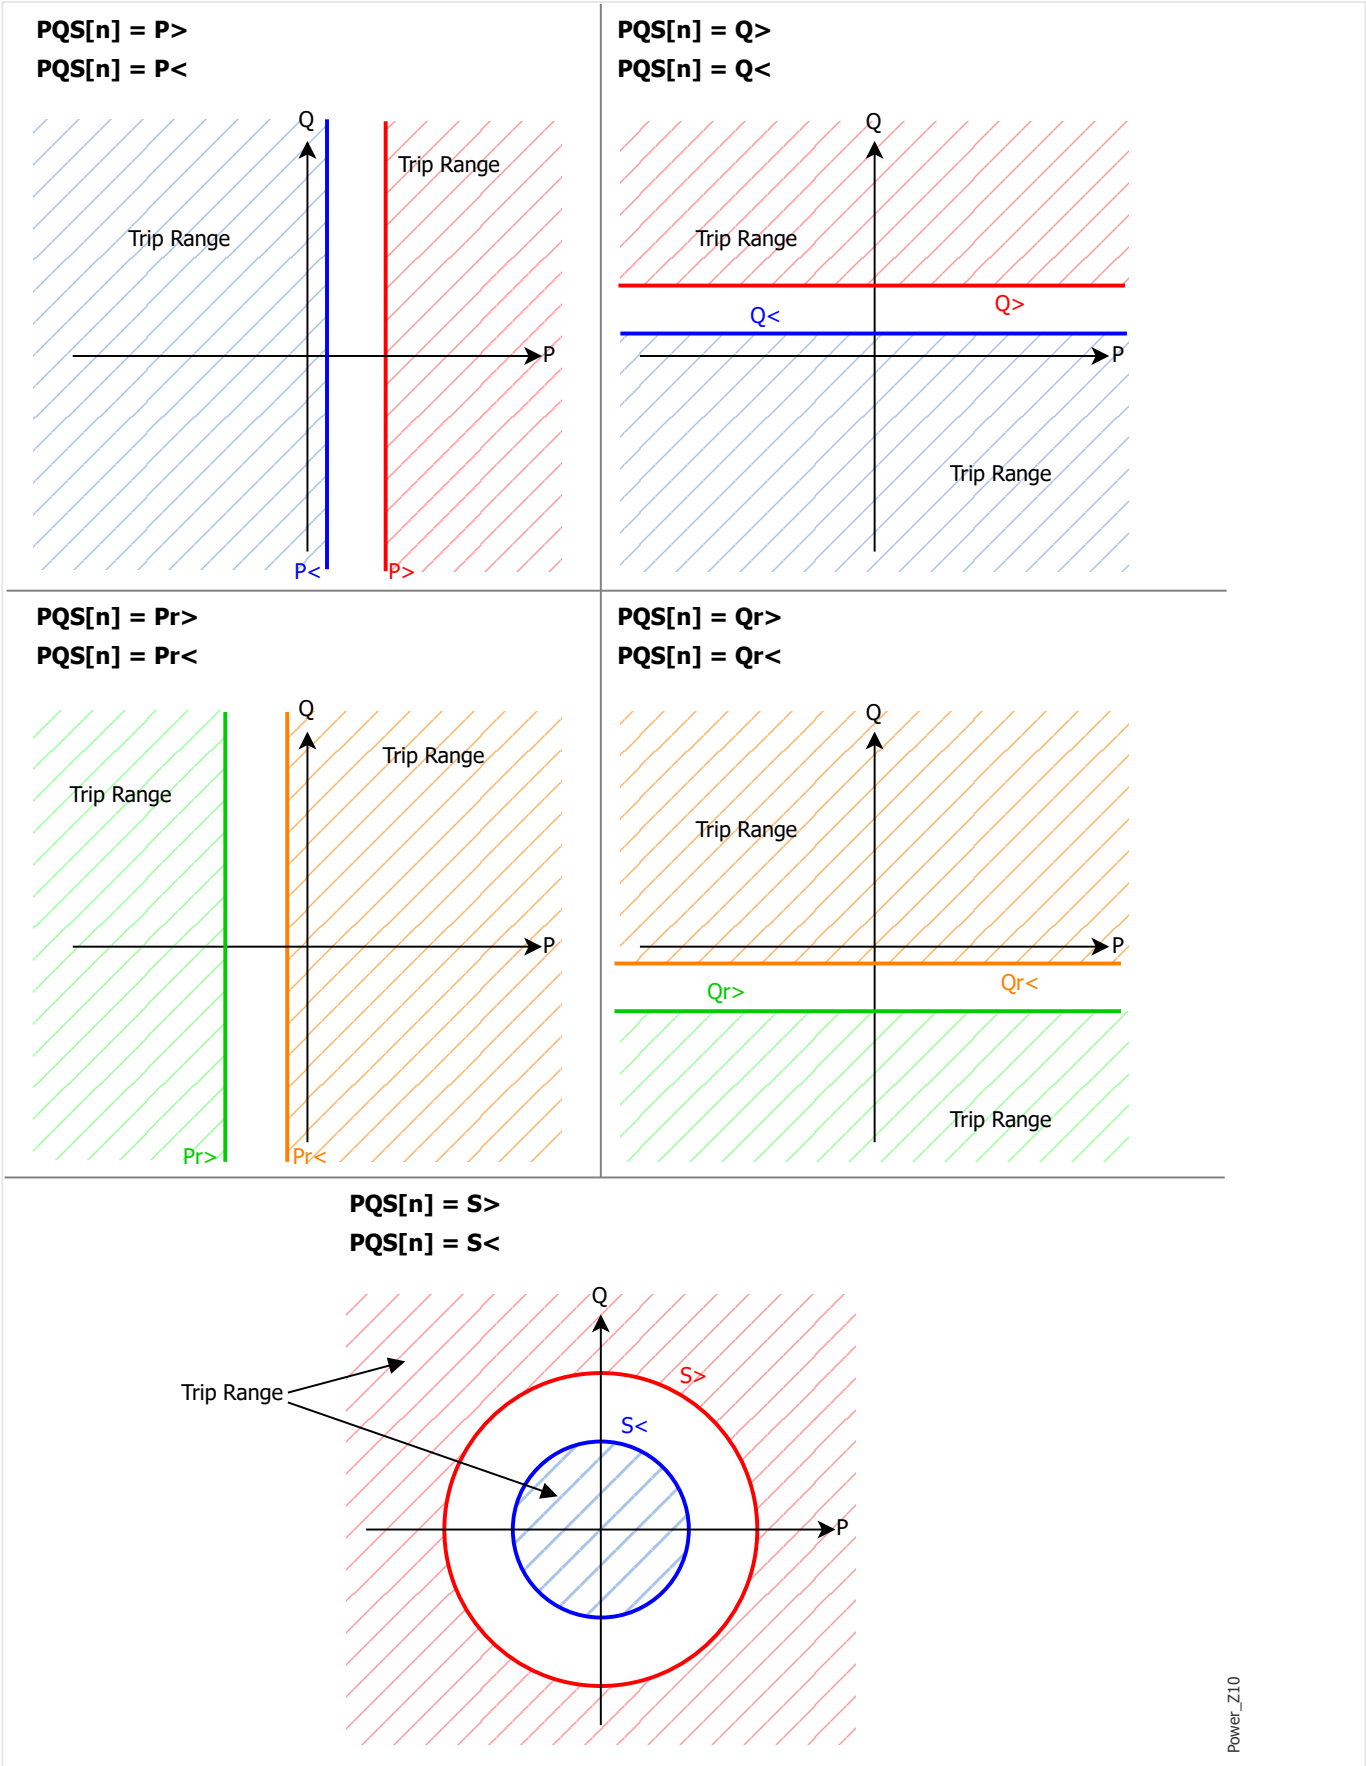 PQS[n] = P>
PQS[n] = P<
Q
Trip Range
Trip Range
P
P<
P>
PQS[n] = Q>
PQS[n] = Q<
Q
Trip Range
Q>
Q<
P
Trip Range
PQS[n] = Pr>
PQS[n] = Pr<
Q
Trip Range
Trip Range
P
Pr>
Pr<
PQS[n] = Qr>
PQS[n] = Qr<
Q
Trip Range
P
Qr<
Qr>
Trip Range
PQS[n] = S>
PQS[n] = S<
Q
S>
Trip Range
S<
P
Power_Z10